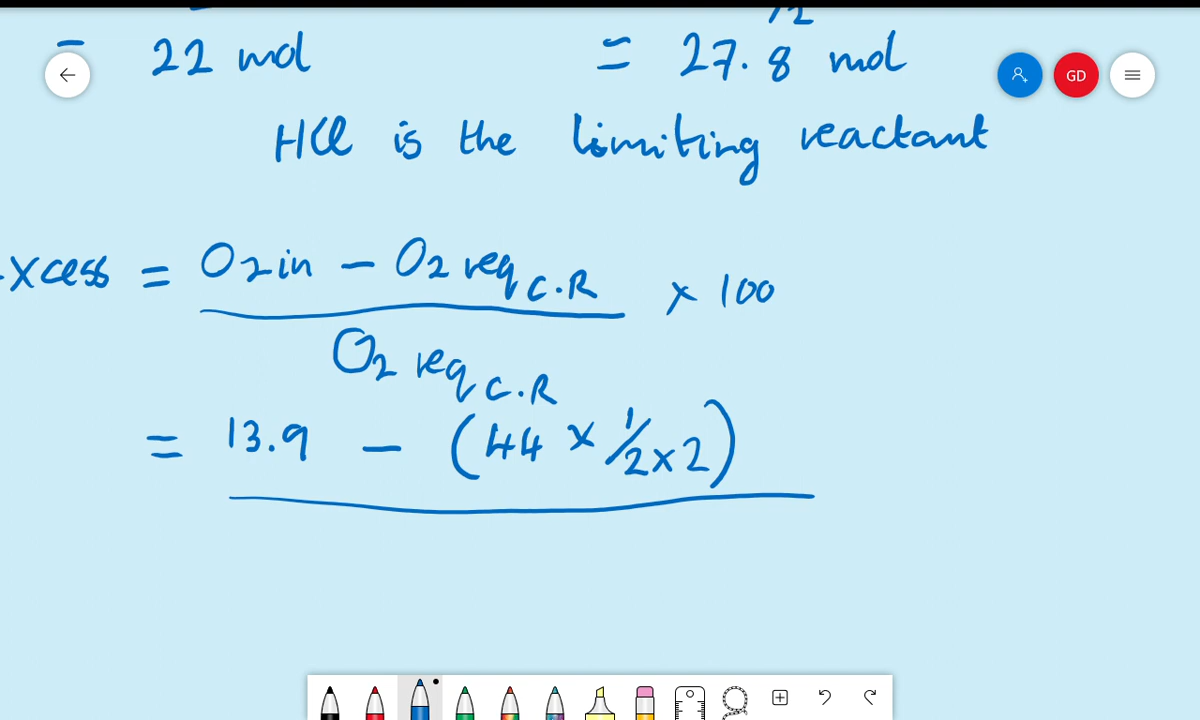 = 22 mol = 27.8 mol
GD
HCl is the limiting reactant
xcess = O2 in - O2 req C.R × 100
O2 req C.R
= 13.9 - (44 × 1/2 × 2)